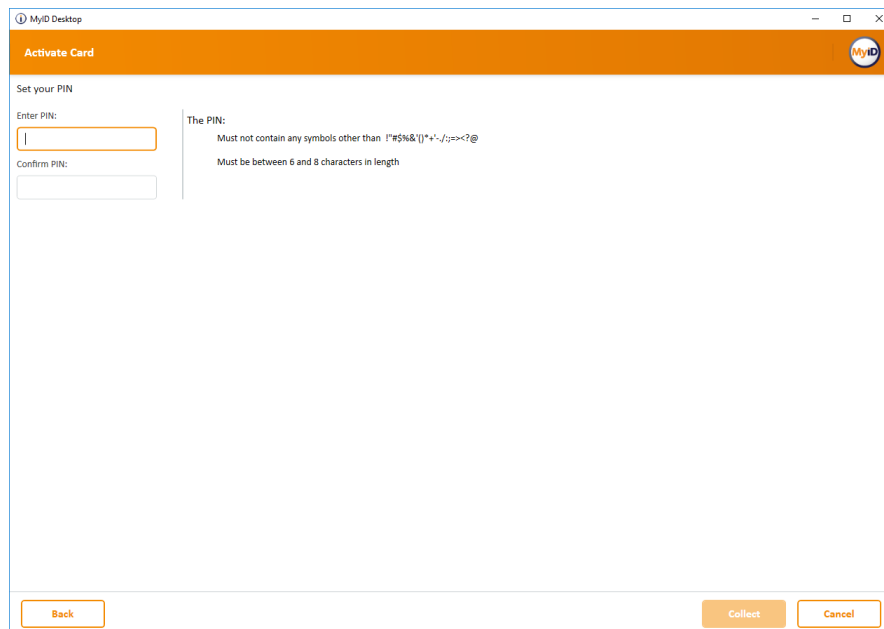 MyID Desktop
Activate Card
MyID
Set your PIN
Enter PIN:
The PIN:
Must not contain any symbols other than !"#$%&'()*+'-./:;=><?@
Must be between 6 and 8 characters in length
Confirm PIN:
Back
Collect
Cancel